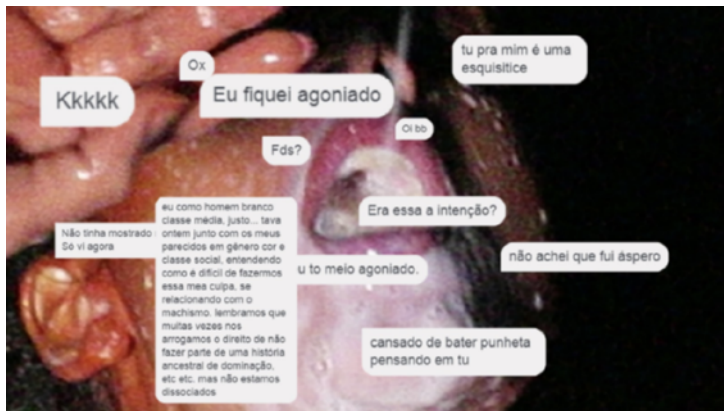 tu pra mim é uma
esquisitice
Ox
Kkkkk
Eu fiquei agoniado
Oi bb
Fds?
eu como homem branco
classe média, justo... tava
ontem junto com os meus
parecidos em gênero cor e
classe social, entendendo
como é difícil de fazermos
essa mea culpa, se
relacionando com o
machismo. lembramos que
muitas vezes nos
arrogamos o direito de não
fazer parte de uma história
ancestral de dominação,
etc etc. mas não estamos
dissociados
Era essa a intenção?
Não tinha mostrado
Só vi agora
não achei que fui áspero
u to meio agoniado.
cansado de bater punheta
pensando em tu